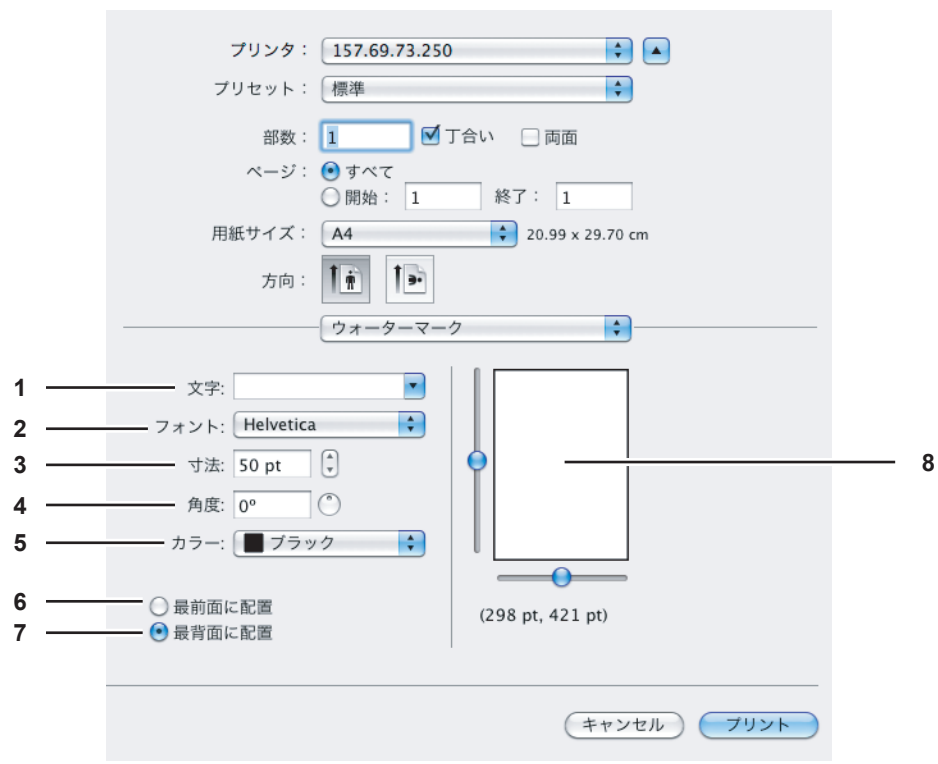 プリンタ： 157.69.73.250
プリセット： 標準
部数： 1 丁合い 両面
ページ： すべて
開始： 1 終了： 1
用紙サイズ： A4 20.99 x 29.70 cm
方向：
ウォーターマーク
1 文字:
2 フォント: Helvetica
3 寸法: 50 pt
4 角度: 0º
5 カラー: ブラック
6 最前面に配置
7 最背面に配置
8
(298 pt, 421 pt)
キャンセル プリント